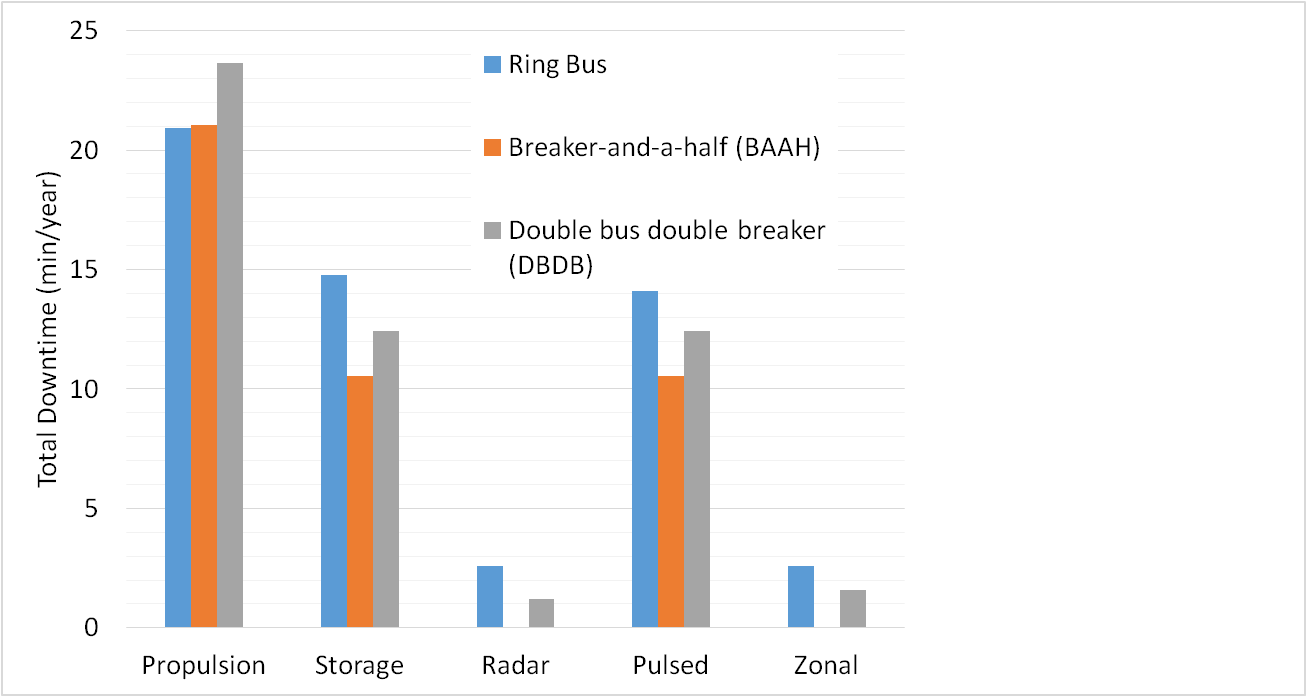 25
20
15
10
5
0
Total Downtime (min/year)
Ring Bus
Breaker-and-a-half (BAAH)
Double bus double breaker
(DBDB)
Propulsion Storage Radar Pulsed Zonal